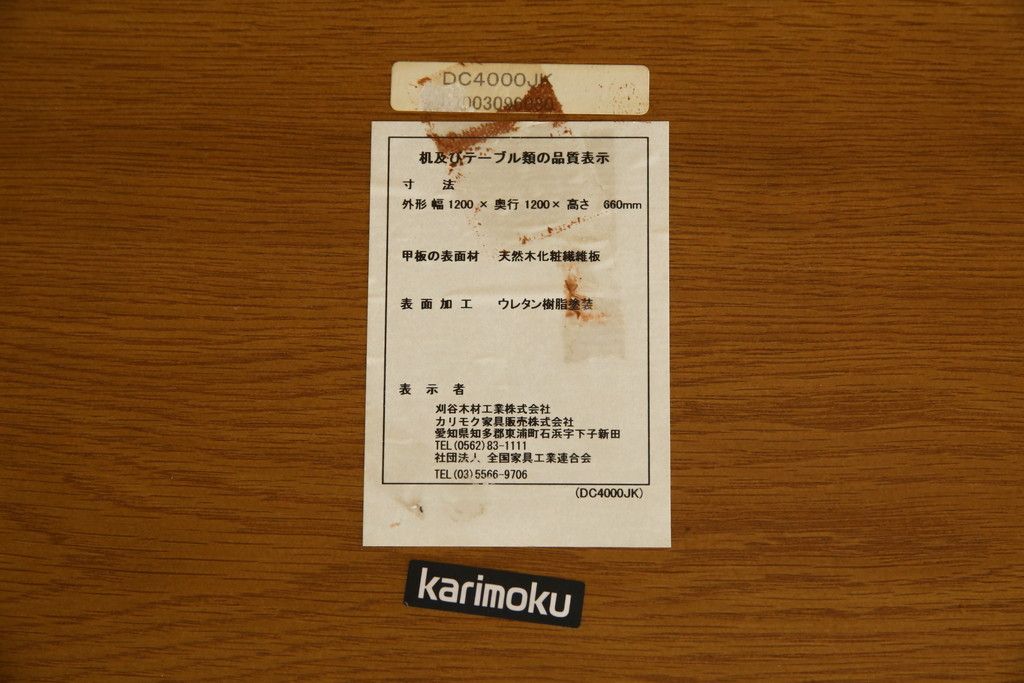 DC4000JK
机及びテーブル類の品質表示
寸 法
外形 幅 1200 × 奥行 1200 × 高さ 660mm
甲板の表面材 天然木化粧繊維板
表面加工 ウレタン樹脂塗装
表示者
刈谷木材工業株式会社
カリモク家具販売株式会社
愛知県知多郡東浦町石浜字下子新田
TEL(0562)83-1111
社団法人 全国家具工業連合会
TEL(03)5566-9706
(DC4000JK)
karimoku